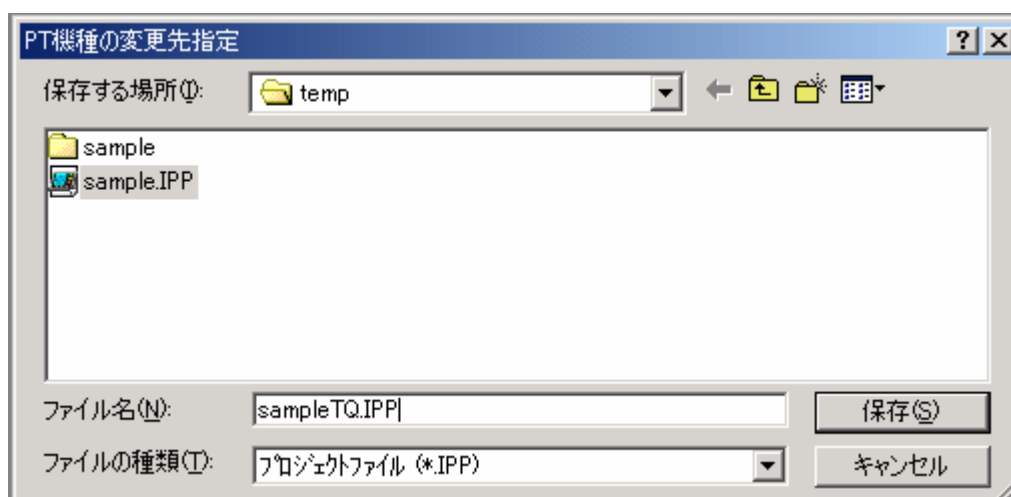 PT機種の変更先指定
保存する場所(I): temp
sample
sample.IPP
ファイル名(N): sampleTQ.IPP 保存(S)
ファイルの種類(T): プロジェクトファイル (*.IPP) キャンセル